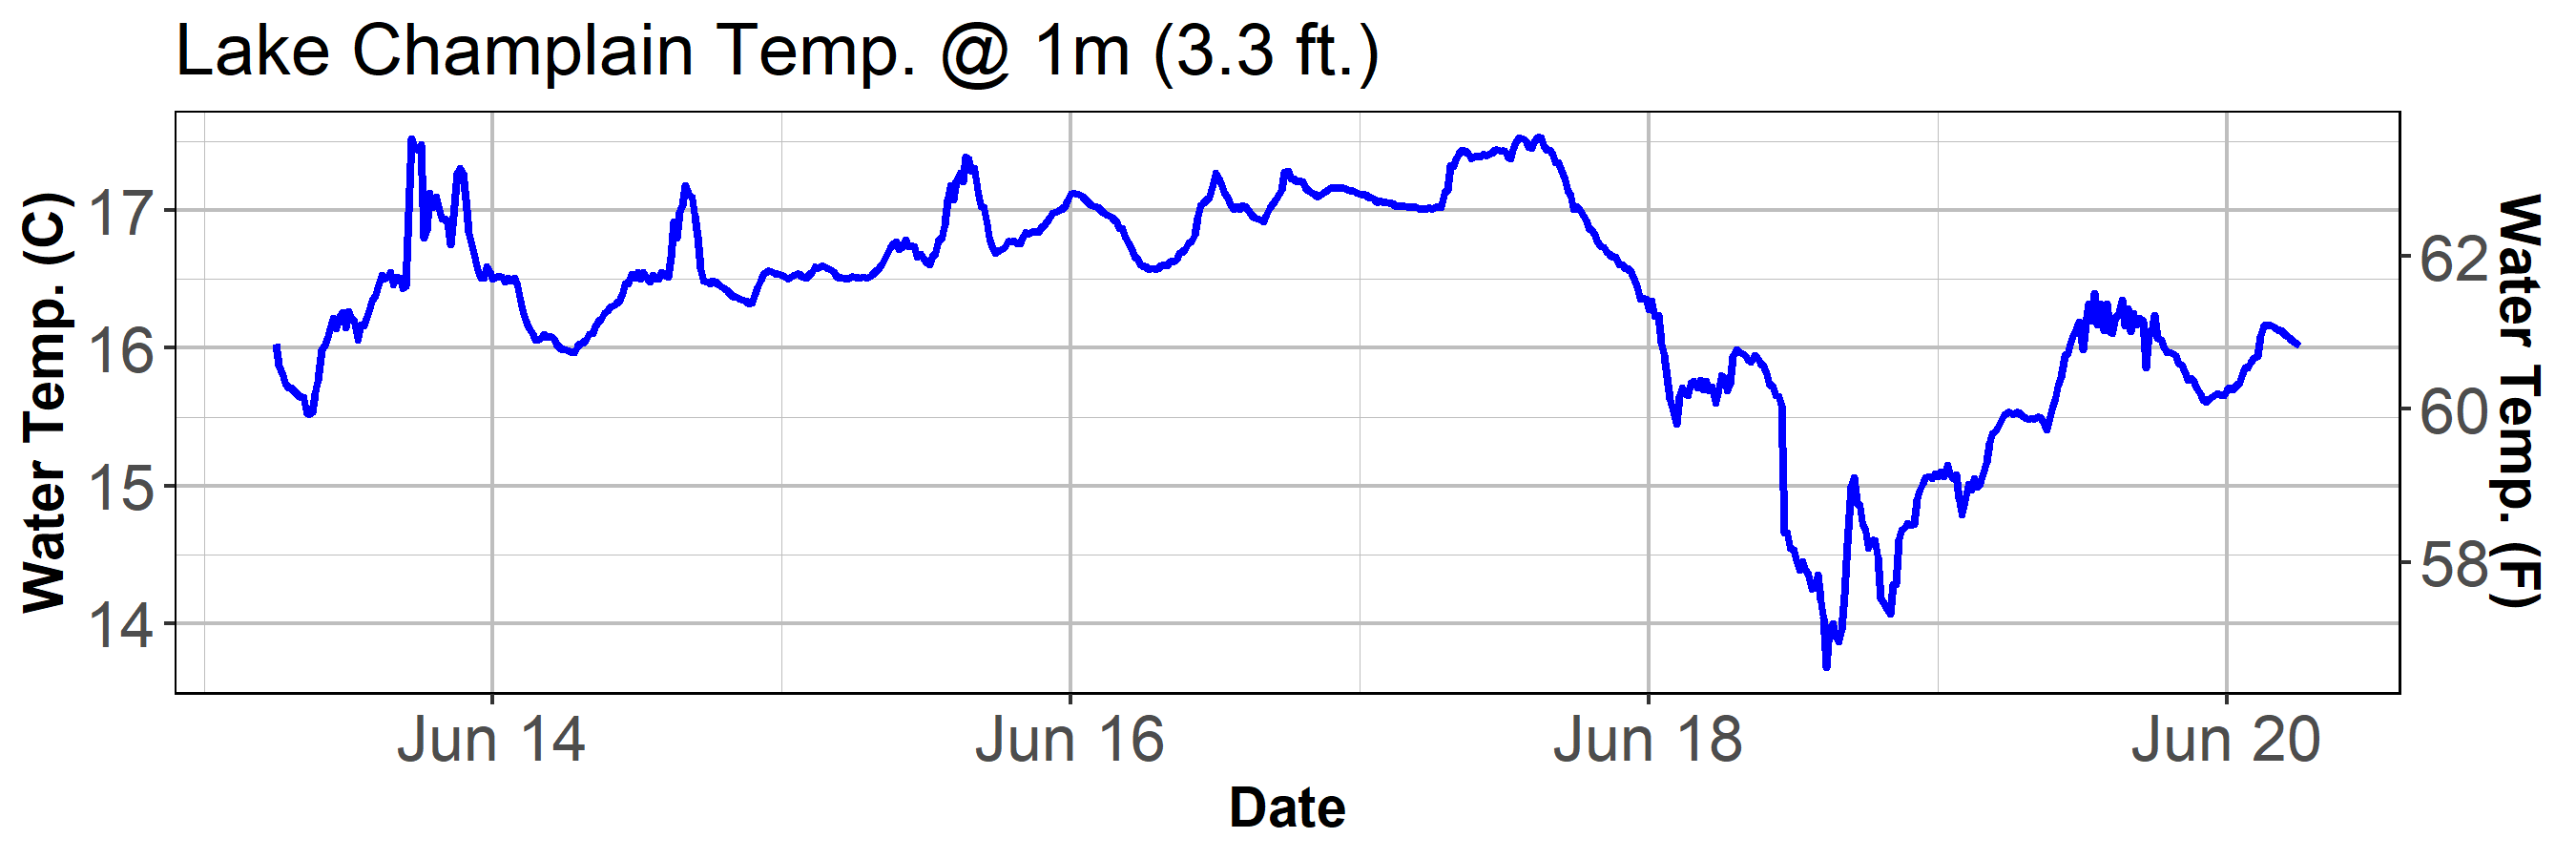 Lake Champlain Temp. @ 1m (3.3 ft.)
Water Temp. (C)
17
16
15
14
62
60
58
Water Temp. (F)
Jun 14
Jun 16
Jun 18
Jun 20
Date